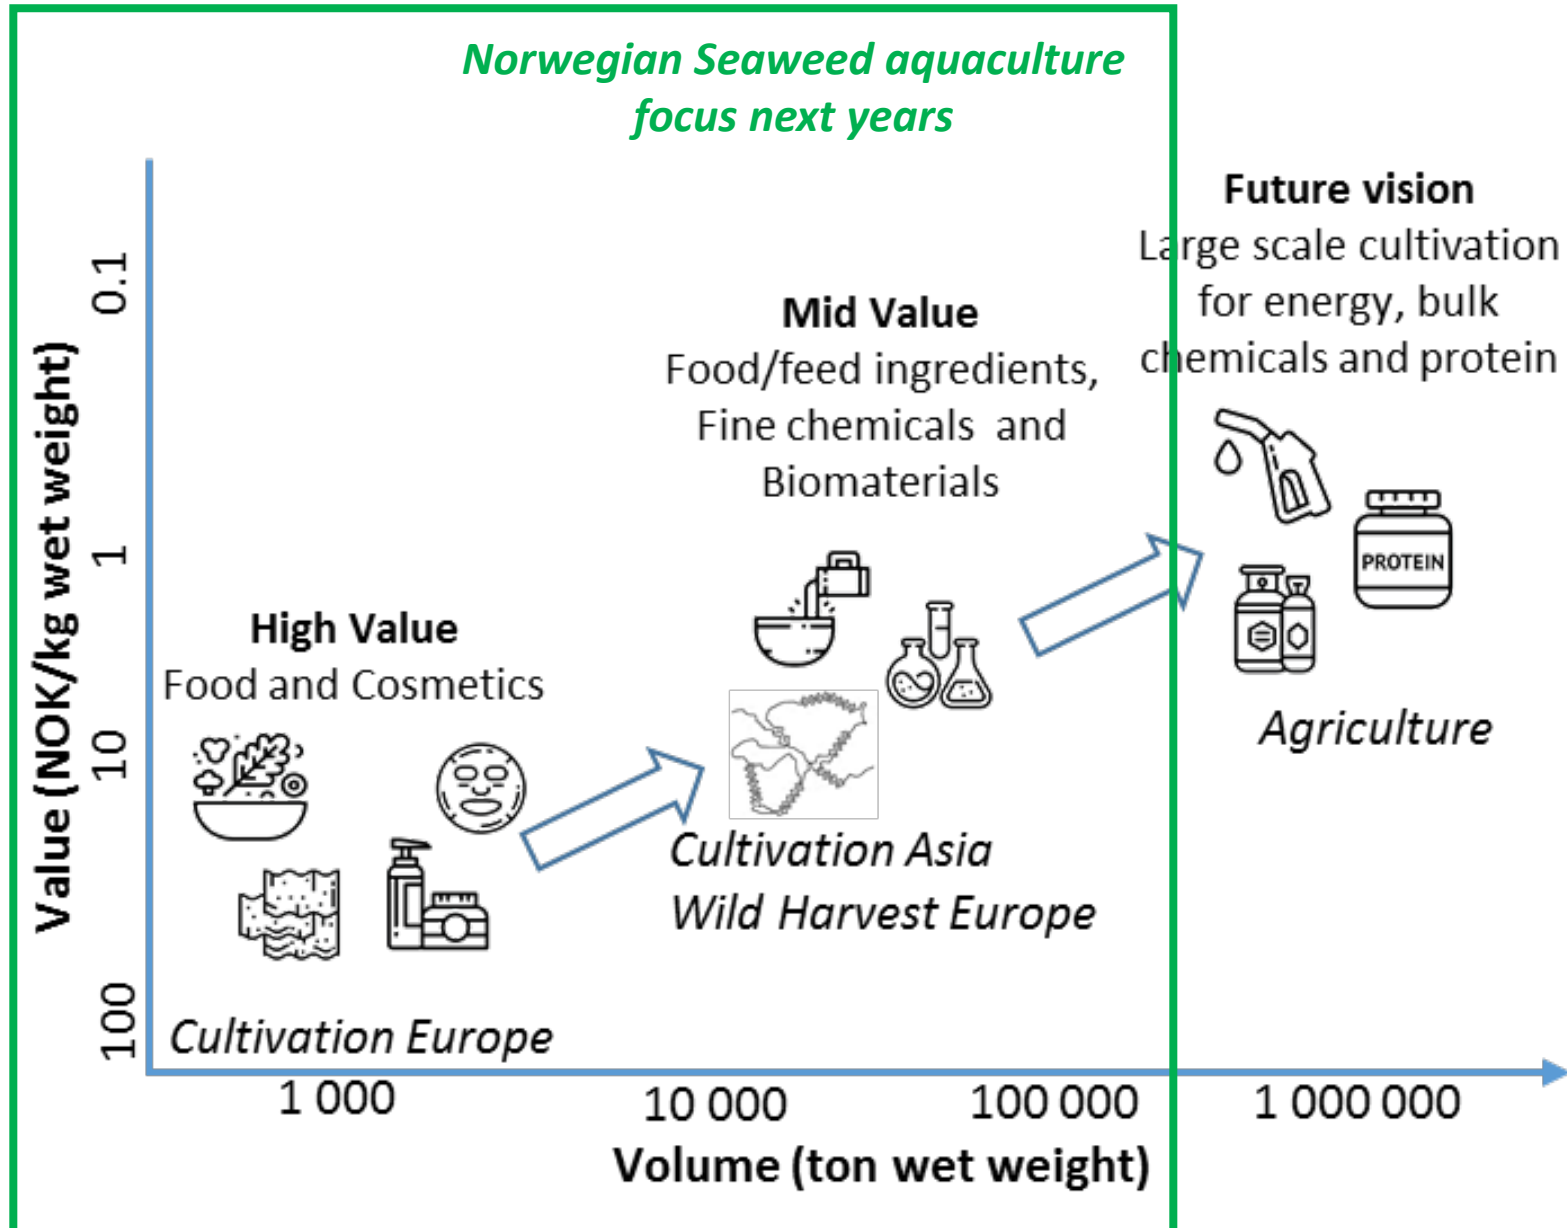 Norwegian Seaweed aquaculture
focus next years
Future vision
Large scale cultivation
for energy, bulk
chemicals and protein
Mid Value
Food/feed ingredients,
Fine chemicals and
Biomaterials
High Value
Food and Cosmetics
PROTEIN
Agriculture
Cultivation Asia
Wild Harvest Europe
Cultivation Europe
Value (NOK/kg wet weight)
0.1
1
10
100
1 000
10 000
100 000
1 000 000
Volume (ton wet weight)